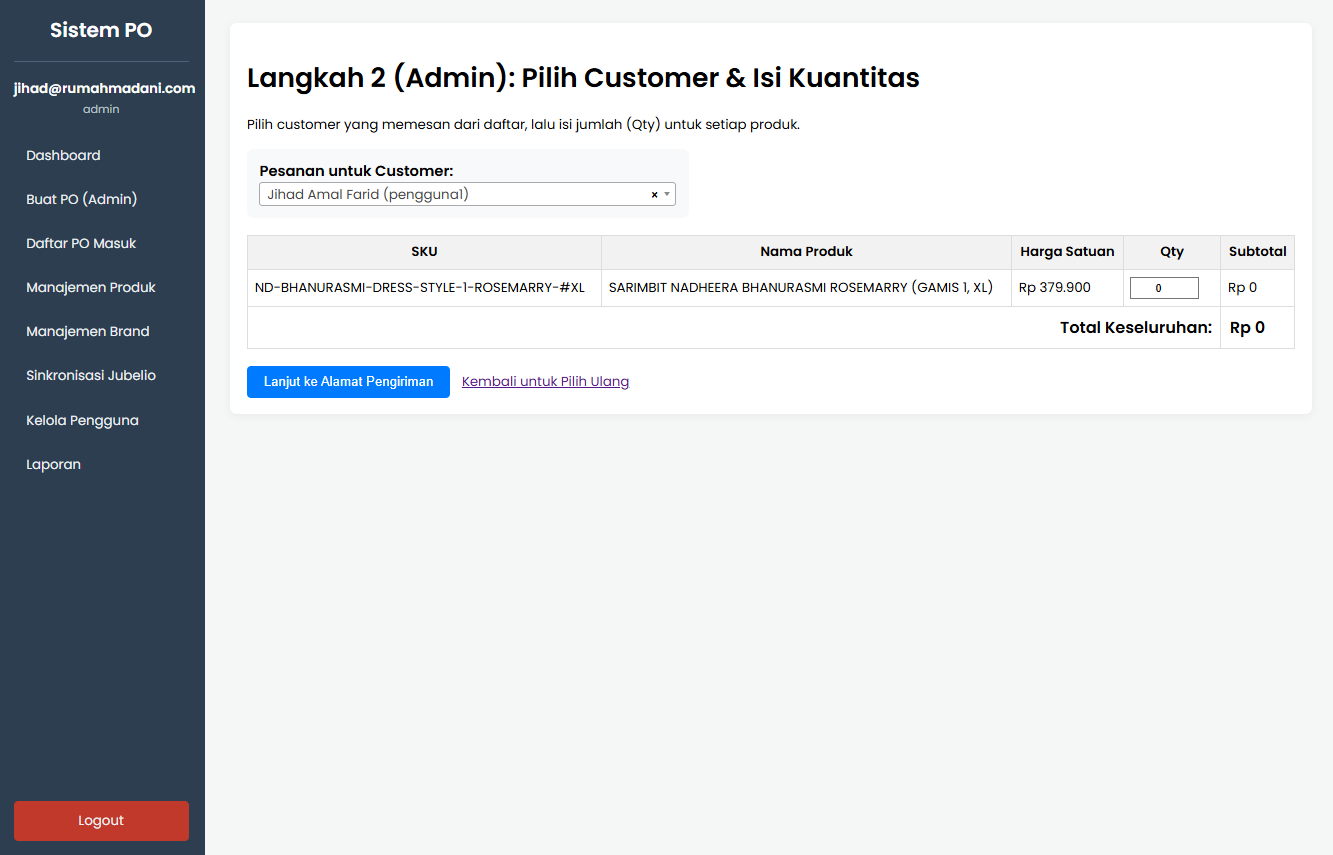 Sistem PO
jihad@rumahmadani.com
admin
Dashboard
Buat PO (Admin)
Daftar PO Masuk
Manajemen Produk
Manajemen Brand
Sinkronisasi Jubelio
Kelola Pengguna
Laporan
Logout
Langkah 2 (Admin): Pilih Customer & Isi Kuantitas
Pilih customer yang memesan dari daftar, lalu isi jumlah (Qty) untuk setiap produk.
Pesanan untuk Customer:
Jihad Amal Farid (pengguna1) ×
SKU Nama Produk Harga Satuan Qty Subtotal
ND-BHANURASMI-DRESS-STYLE-1-ROSEMARRY-#XL SARIMBIT NADHEERA BHANURASMI ROSEMARRY (GAMIS 1, XL) Rp 379.900 0 Rp 0
Total Keseluruhan: Rp 0
Lanjut ke Alamat Pengiriman Kembali untuk Pilih Ulang